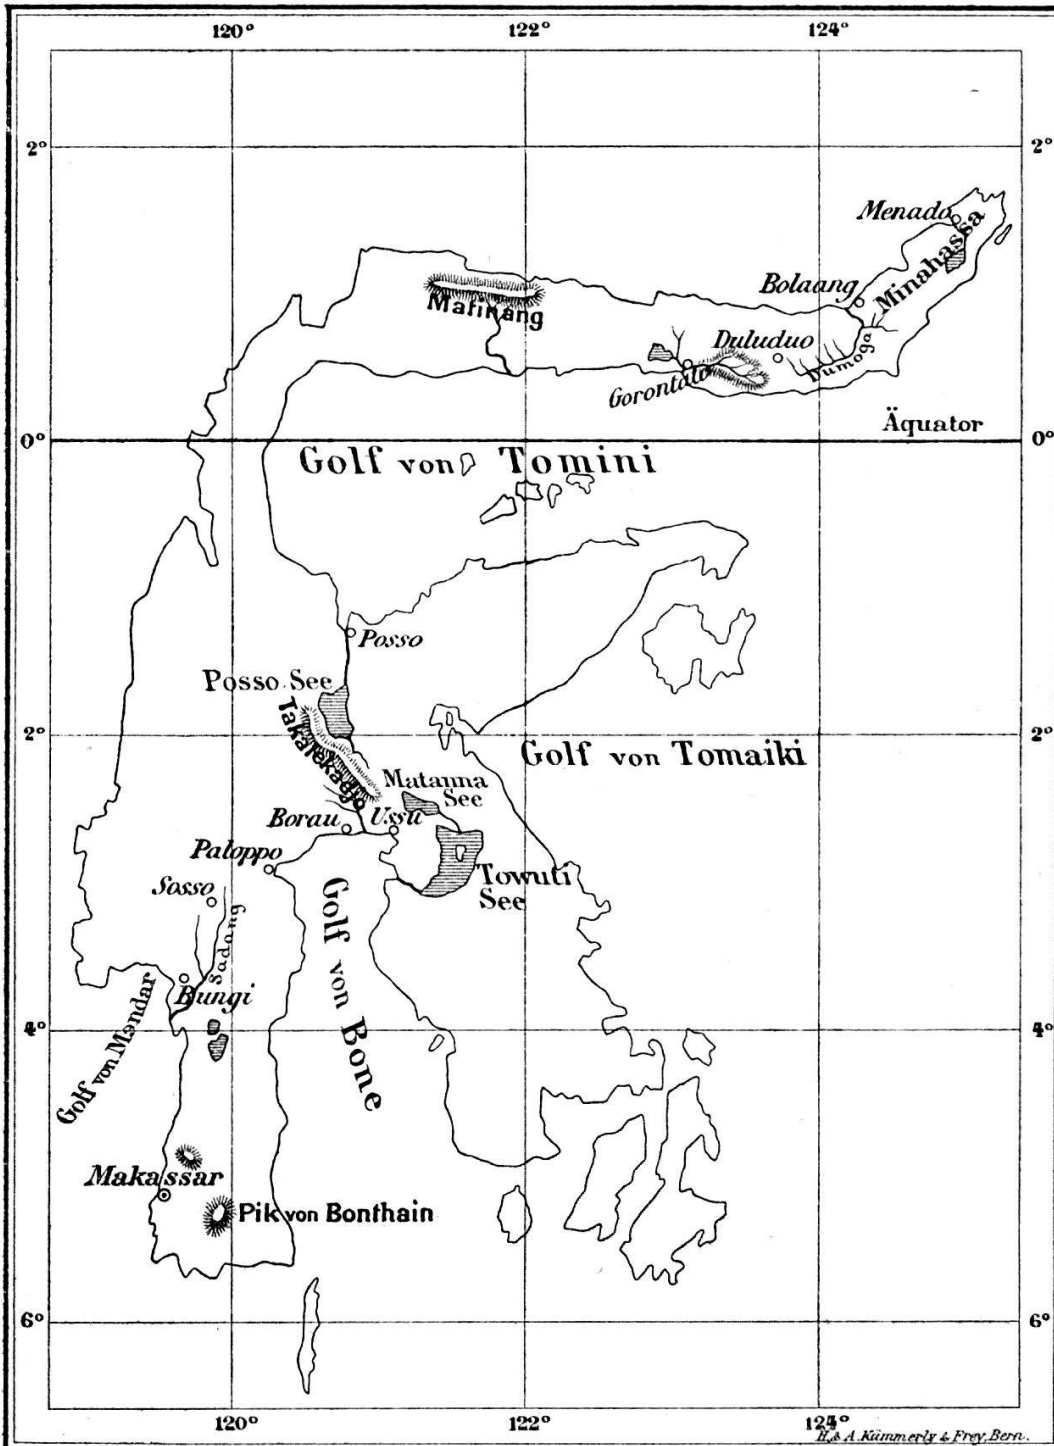 120° 122° 124°
2° 2°
Menado
Minahassa
Bolaang
Matinang
Duluduo
Dumoga
Gorontalo
Äquator
0° 0°
Golf von Tomini
Posso
Posso See
Takalekadjo
2° 2°
Golf von Tomaiki
Matanna
See
Borau
Ussu
Paloppo
Towuti
See
Sosso
Golf von Bone
Sadang
Bungi
Golf von Mandar
4° 4°
Makassar
Pik von Bonthain
6° 6°
120° 122° 124°
H. & A. Kümmerly & Frey, Bern.